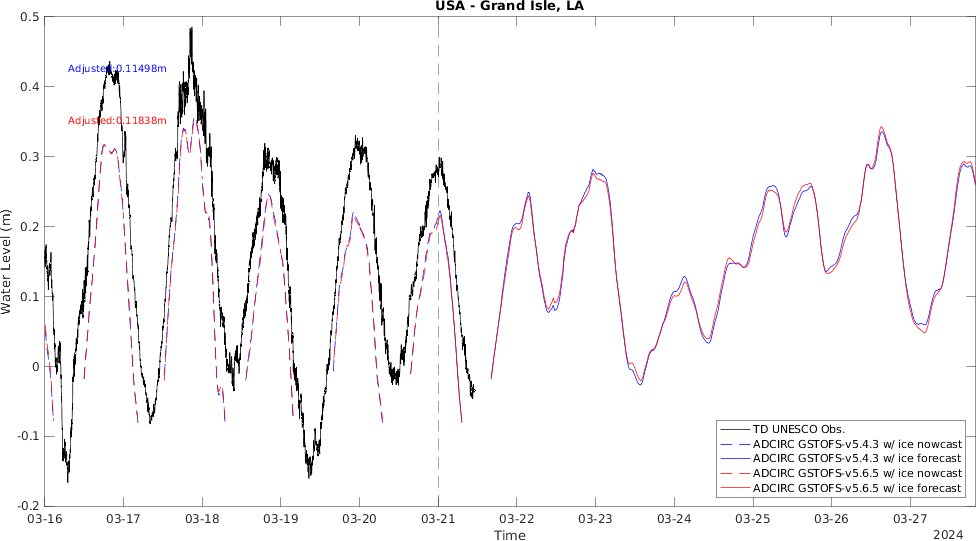 USA - Grand Isle, LA
0.5
Adjusted:0.11498m
0.4
Adjusted:0.11838m
0.3
0.2
0.1
0
-0.1
-0.2
Water Level (m)
TD UNESCO Obs.
ADCIRC GSTOFS-v5.4.3 w/ ice nowcast
ADCIRC GSTOFS-v5.4.3 w/ ice forecast
ADCIRC GSTOFS-v5.6.5 w/ ice nowcast
ADCIRC GSTOFS-v5.6.5 w/ ice forecast
03-16 03-17 03-18 03-19 03-20 03-21 03-22 03-23 03-24 03-25 03-26 03-27
Time
2024